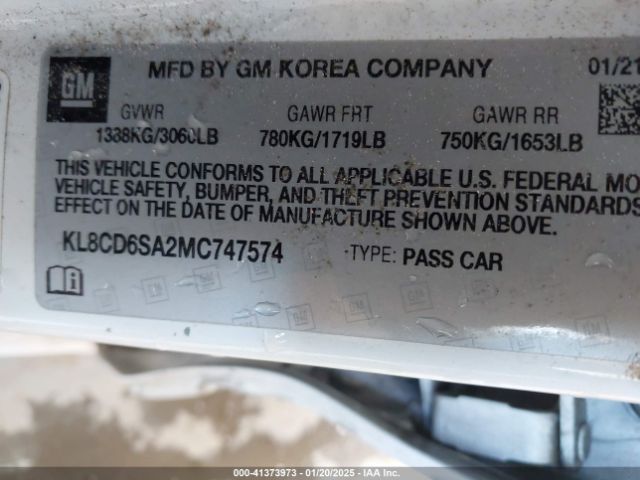 GM
MFD BY GM KOREA COMPANY
01/21
GVWR GAWR FRT GAWR RR
1338KG/3060LB 780KG/1719LB 750KG/1653LB
THIS VEHICLE CONFORMS TO ALL APPLICABLE U.S. FEDERAL MO
VEHICLE SAFETY, BUMPER, AND THEFT PREVENTION STANDARDS
EFFECT ON THE DATE OF MANUFACTURE SHOWN ABOVE.
KL8CD6SA2MC747574 TYPE: PASS CAR
000-41373973 - 01/20/2025 - IAA Inc.